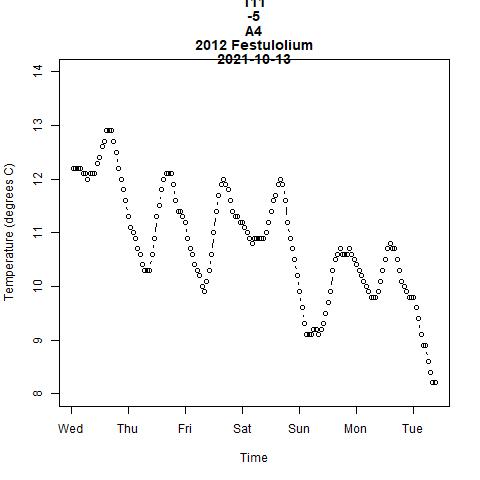 111
-5
A4
2012 Festulolium
2021-10-13
Temperature (degrees C)
14
13
12
11
10
9
8
Wed Thu Fri Sat Sun Mon Tue
Time